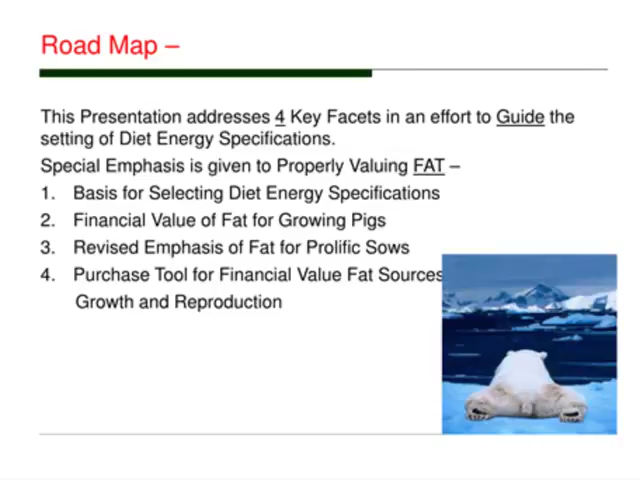 Road Map –
This Presentation addresses 4 Key Facets in an effort to Guide the
setting of Diet Energy Specifications.
Special Emphasis is given to Properly Valuing FAT –
1. Basis for Selecting Diet Energy Specifications
2. Financial Value of Fat for Growing Pigs
3. Revised Emphasis of Fat for Prolific Sows
4. Purchase Tool for Financial Value Fat Sources
Growth and Reproduction